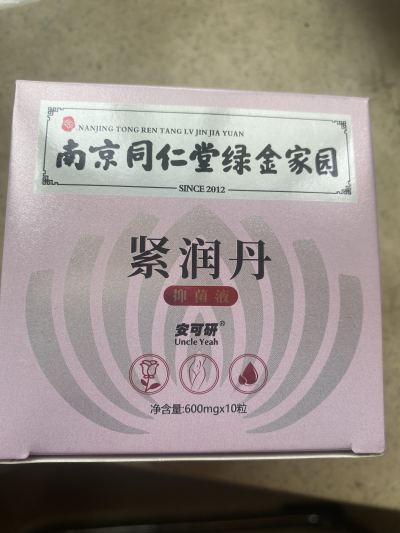 NANJING TONG REN TANG LV JIN JIA YUAN
南京同仁堂绿金家园
SINCE 2012
紧润丹
抑菌液
安可研®
Uncle Yeah
净含量:600mgx10粒